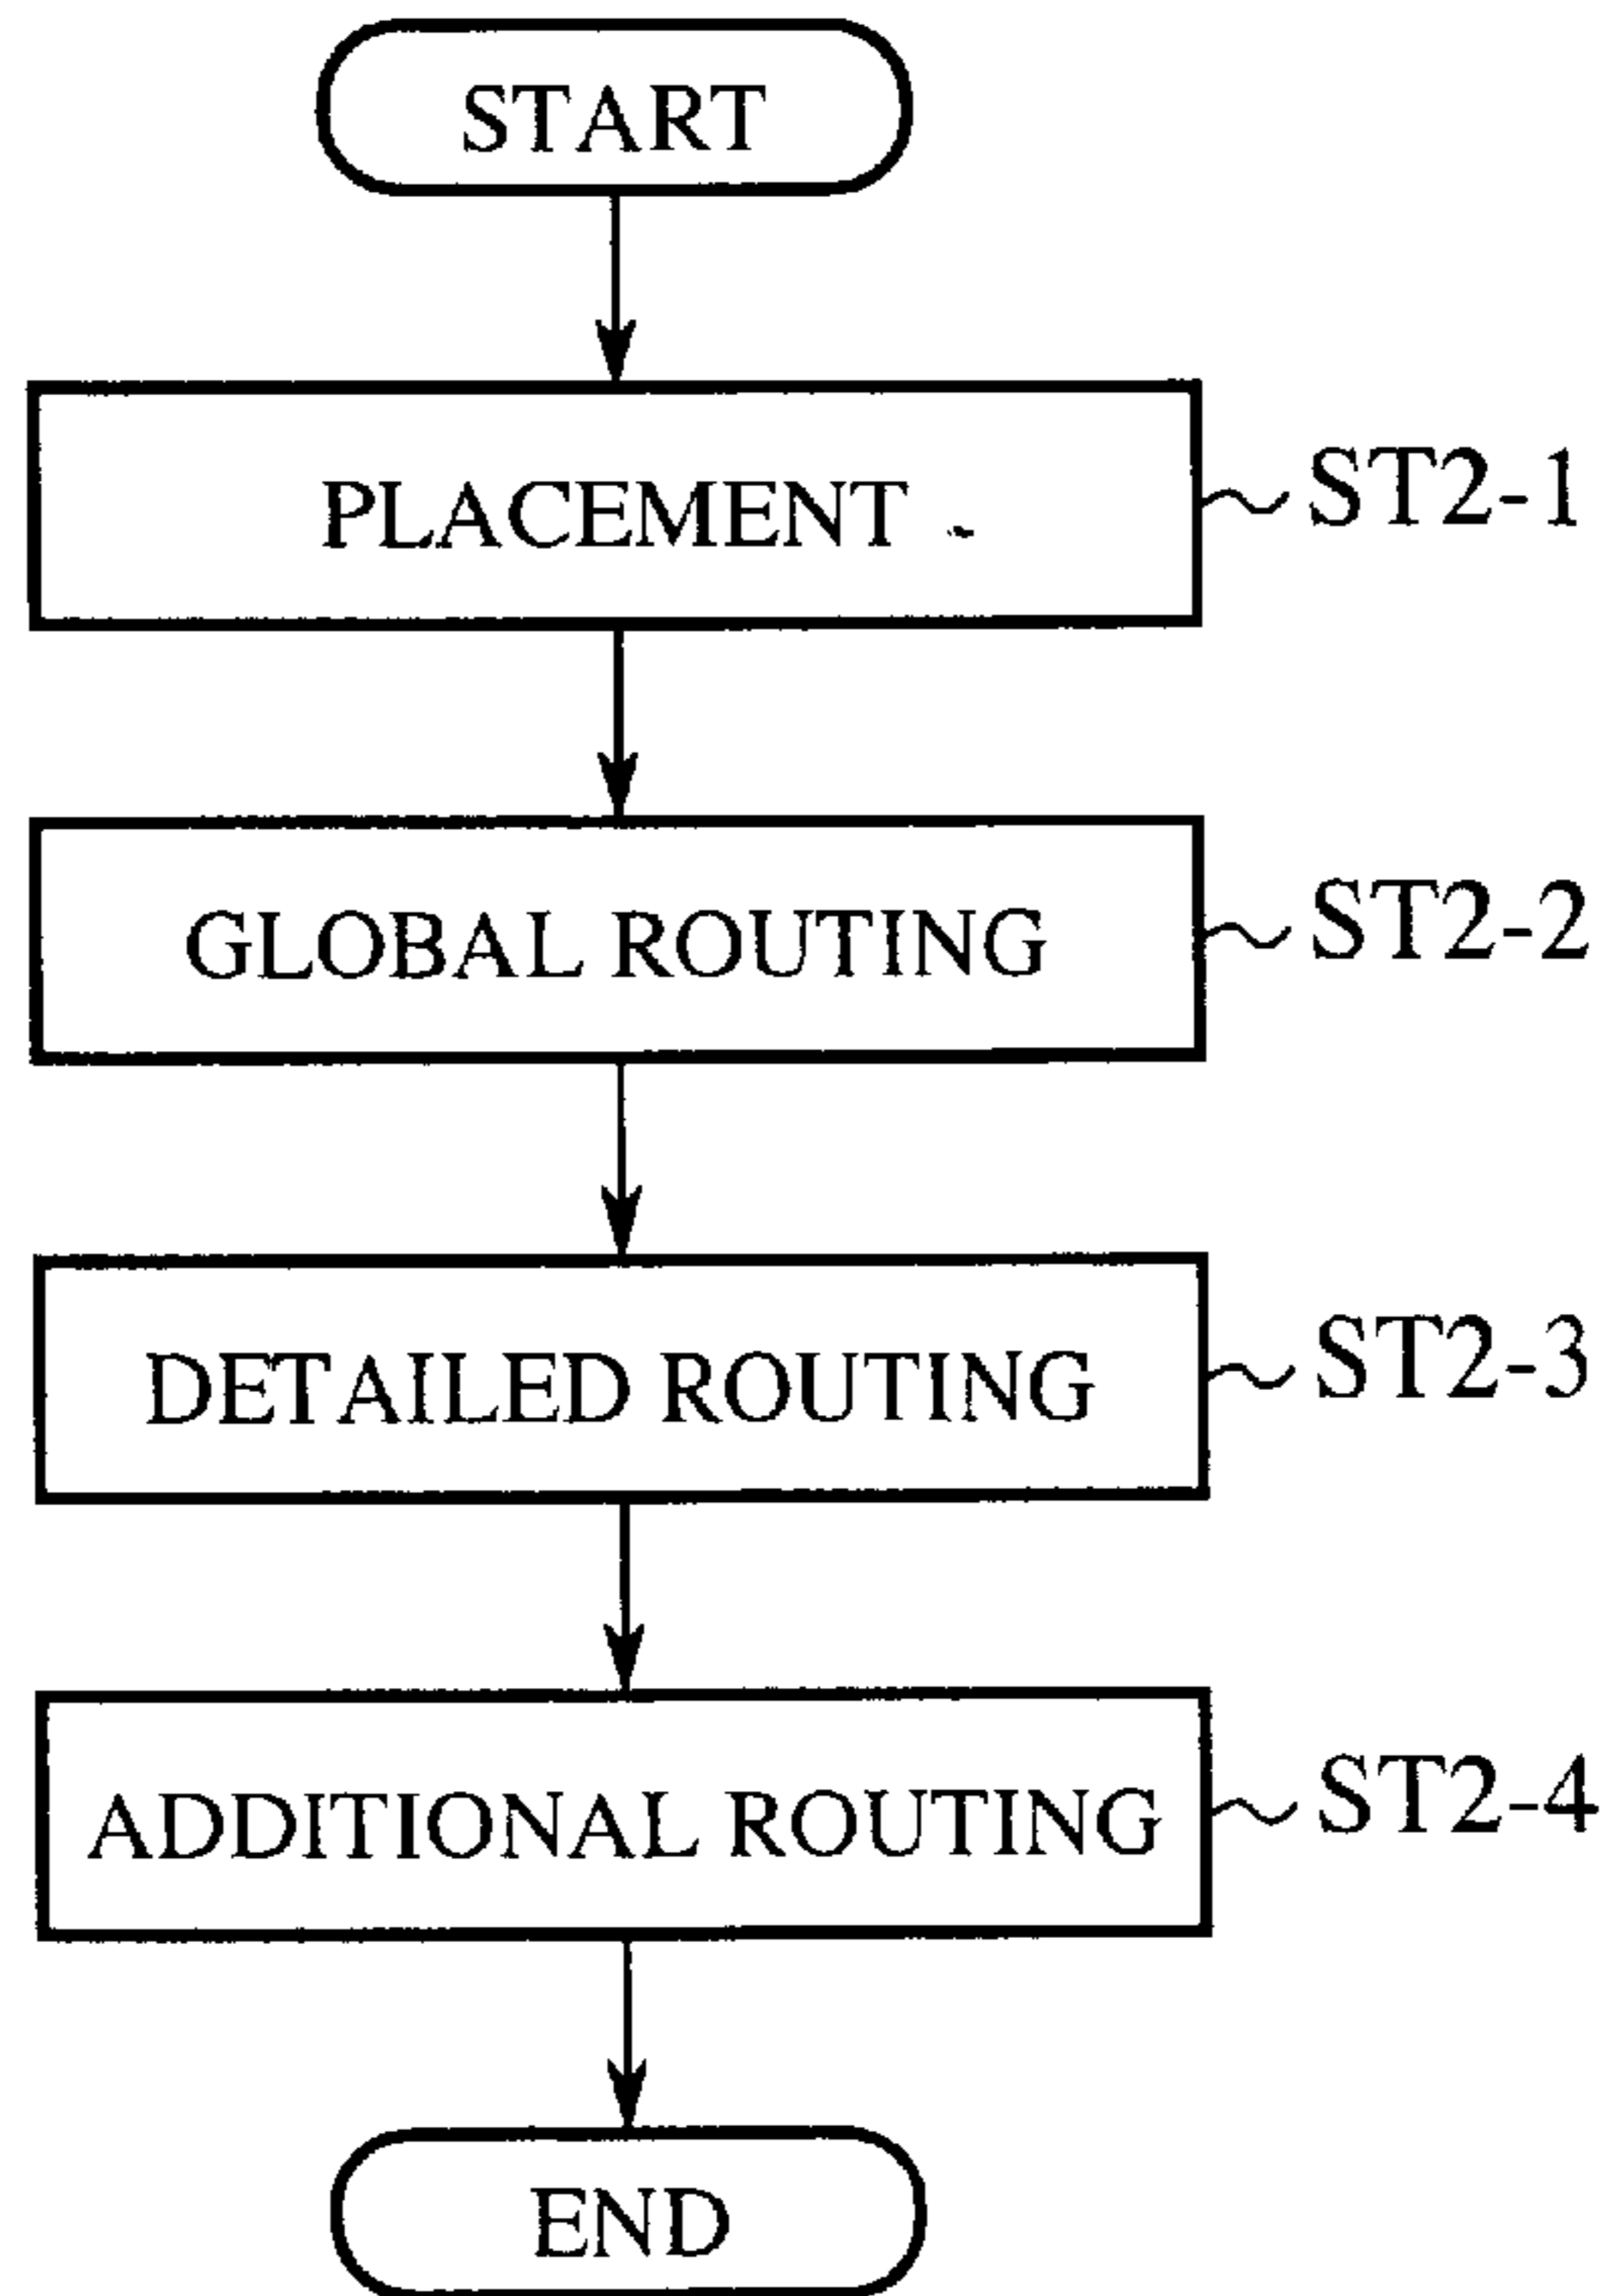 START
PLACEMENT
ST2-1
GLOBAL ROUTING
ST2-2
DETAILED ROUTING
ST2-3
ADDITIONAL ROUTING
ST2-4
END